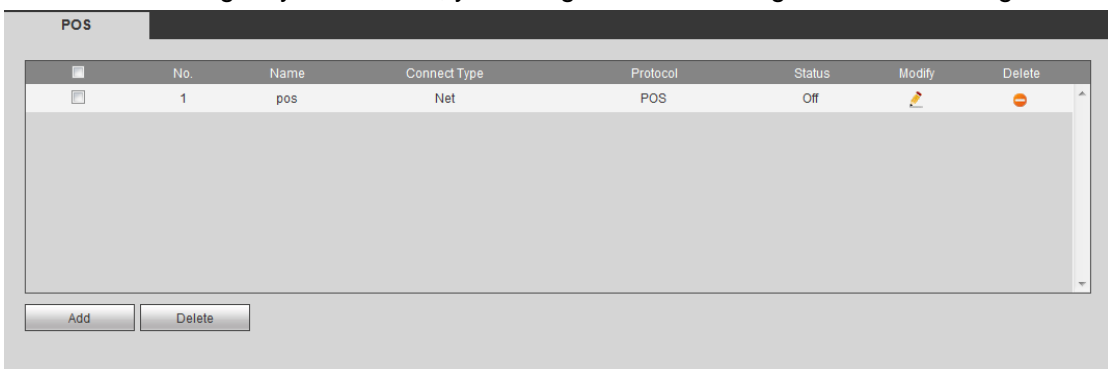 POS
No. Name Connect Type Protocol Status Modify Delete
1 pos Net POS Off
Add Delete